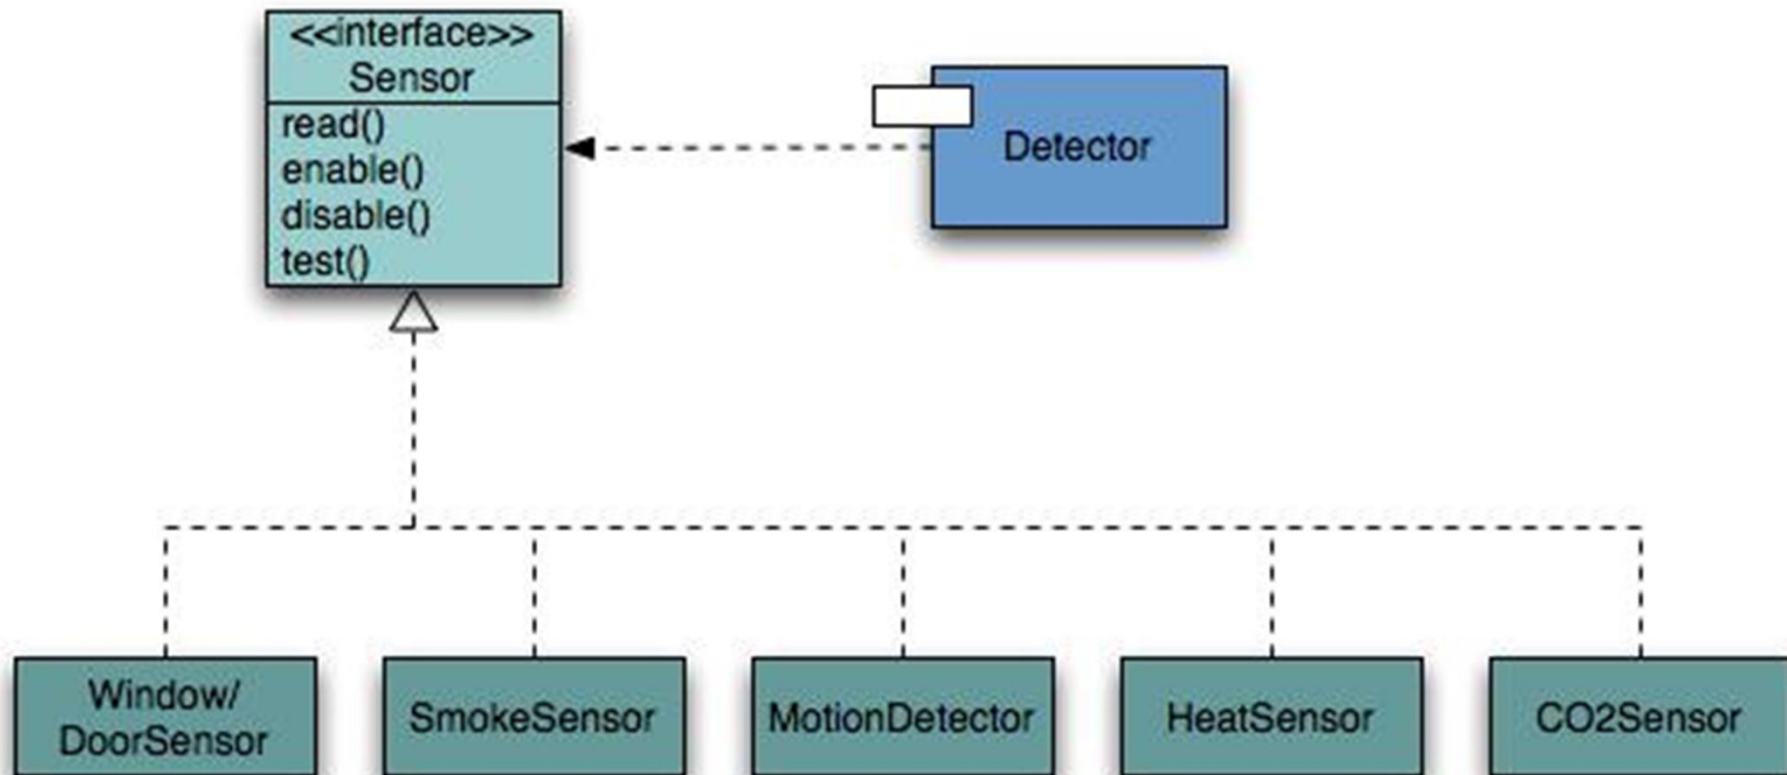 <<interface>>
Sensor
read()
enable()
disable()
test()
Detector
Window/
DoorSensor
SmokeSensor
MotionDetector
HeatSensor
CO2Sensor